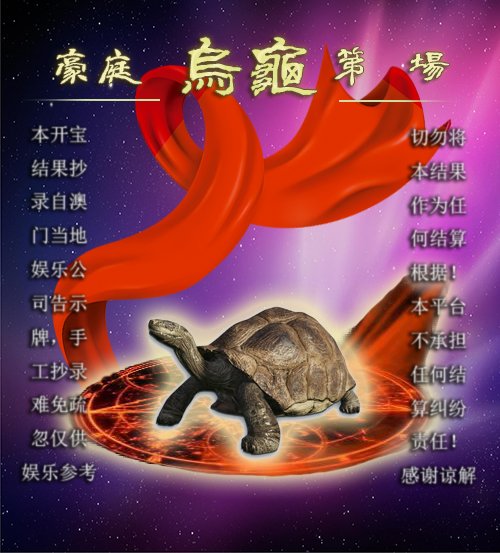 豪庭 烏龜 第 場
本开宝
结果抄
录自澳
门当地
娱乐公
司告示
牌，手
工抄录
难免疏
忽仅供
娱乐参考
切勿将
本结果
作为任
何结算
根据！
本平台
不承担
任何结
算纠纷
责任！
感谢谅解